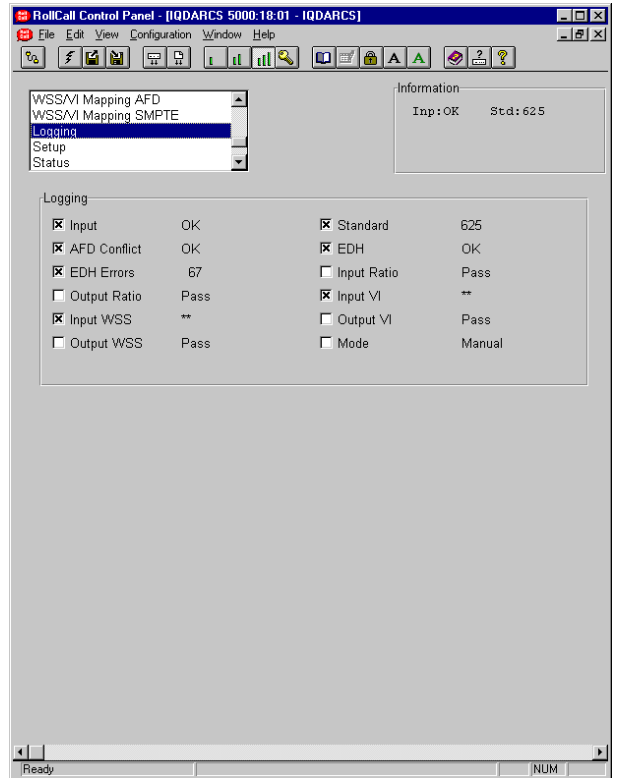 RollCall Control Panel - [IQDARCS 5000:18:01 - IQDARCS]
File Edit View Configuration Window Help
A A ? ?
WSS/VI Mapping AFD
WSS/VI Mapping SMPTE
Logging
Setup
Status
Information
Inp:OK Std:625
Logging
Input OK Standard 625
AFD Conflict OK EDH OK
EDH Errors 67 Input Ratio Pass
Output Ratio Pass Input VI **
Input WSS ** Output VI Pass
Output WSS Pass Mode Manual
Ready NUM